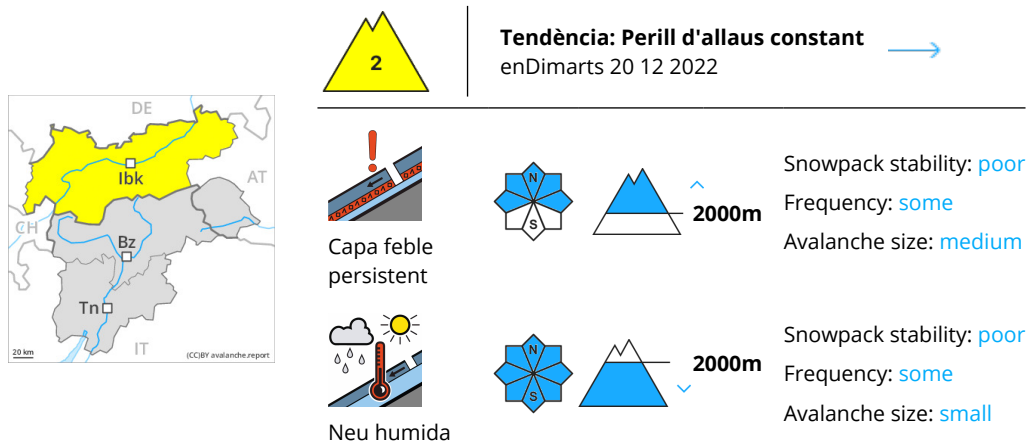 2
Tendència: Perill d'allaus constant
enDimarts 20 12 2022
DE
Ibk
AT
CH
Bz
Tn
IT
20 km
(CC)BY avalanche.report
Capa feble
persistent
N
S
2000m
Snowpack stability: poor
Frequency: some
Avalanche size: medium
Neu humida
N
S
2000m
Snowpack stability: poor
Frequency: some
Avalanche size: small